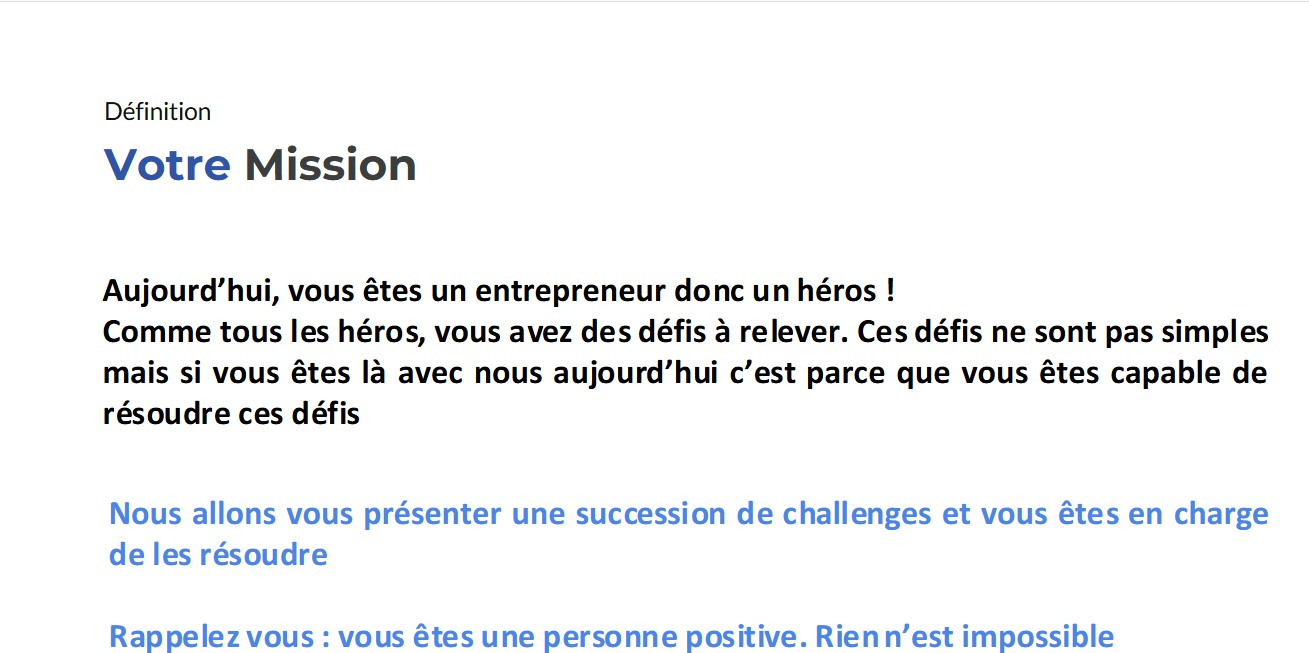 Définition
Votre Mission
Aujourd’hui, vous êtes un entrepreneur donc un héros !
Comme tous les héros, vous avez des défis à relever. Ces défis ne sont pas simples
mais si vous êtes là avec nous aujourd’hui c’est parce que vous êtes capable de
résoudre ces défis
Nous allons vous présenter une succession de challenges et vous êtes en charge
de les résoudre
Rappelez vous : vous êtes une personne positive. Rien n’est impossible